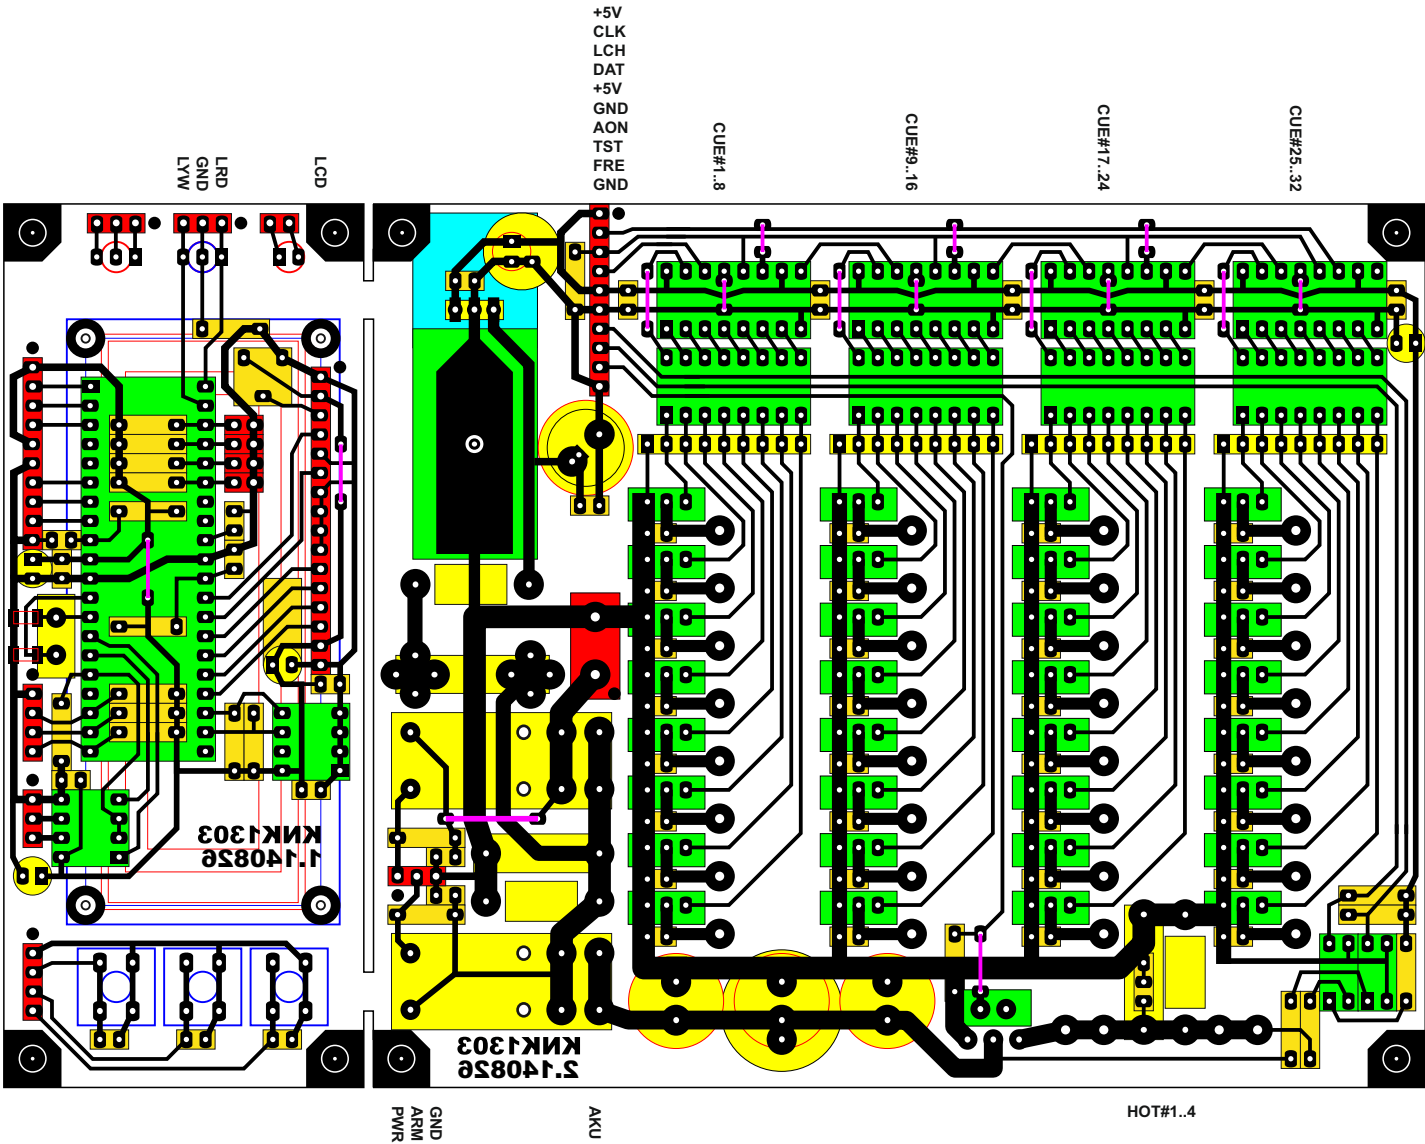 +5V
CLK
LCH
DAT
+5V
GND
AON
TST
FRE
GND
CUE#1..8
CUE#9..16
CUE#17..24
CUE#25..32
LYW
GND
LRD
LCD
KNK1303
1.140826
KNK1303
2.140826
PWR
ARM
GND
AKU
HOT#1..4